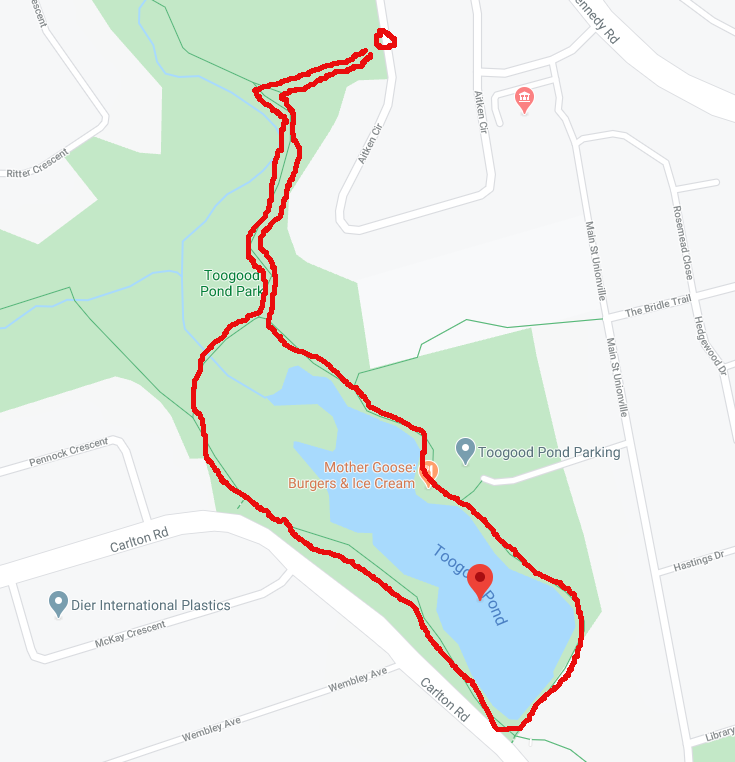 escent
ennedy Rd
Aitken Cir
Aitken Cir
Ritter Crescent
Rosemead Close
Main St Unionville
Toogood
Pond Park
The Bridle Trail
Hedgewood Dr
Main St Unionville
Pennock Crescent
Toogood Pond Parking
Mother Goose:
Burgers & Ice Cream
Carlton Rd
Toogood Pond
Hastings Dr
Dier International Plastics
McKay Crescent
Wembley Ave
Carlton Rd
Wembley Ave
Library